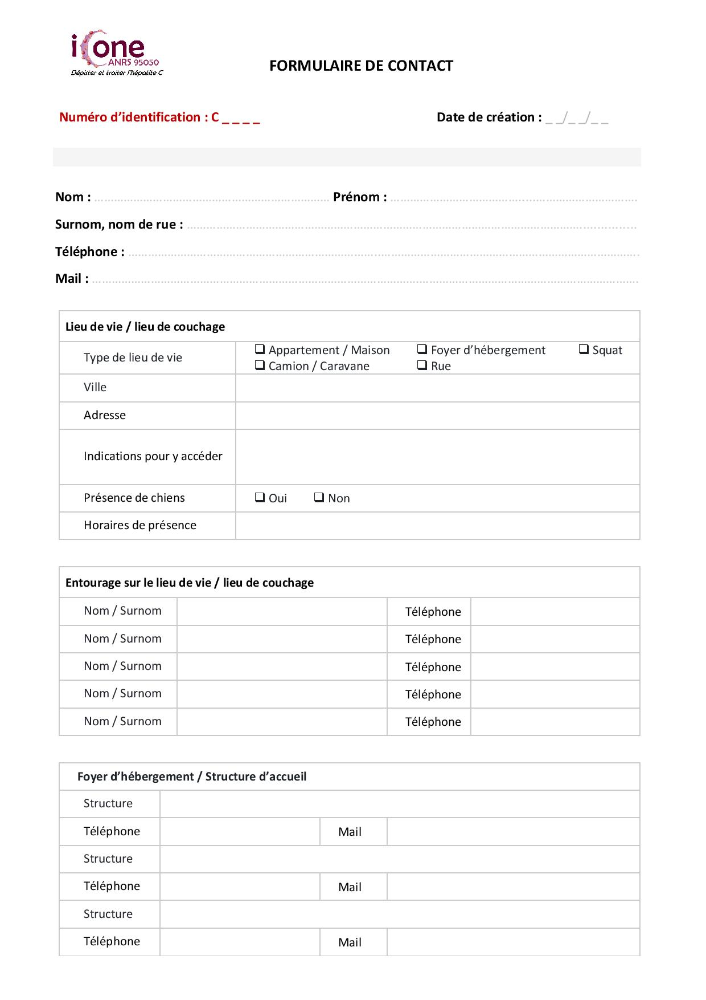 iCone
ANRS 95050
Dépister et traiter l'hépatite C
FORMULAIRE DE CONTACT
Numéro d’identification : C _ _ _ _ Date de création : _ _/_ _/_ _
Nom : ……………………………………………………………… Prénom : ………………………………………………………………….
Surnom, nom de rue : …………………………………………………………………………………………………………………………
Téléphone : ………………………………………………………………………………………………………………………………………….
Mail : …………………………………………………………………………………………………………………………………………………….
Lieu de vie / lieu de couchage
Type de lieu de vie ❑ Appartement / Maison ❑ Foyer d’hébergement ❑ Squat
❑ Camion / Caravane ❑ Rue
Ville
Adresse
Indications pour y accéder
Présence de chiens ❑ Oui ❑ Non
Horaires de présence
Entourage sur le lieu de vie / lieu de couchage
Nom / Surnom Téléphone
Nom / Surnom Téléphone
Nom / Surnom Téléphone
Nom / Surnom Téléphone
Nom / Surnom Téléphone
Foyer d’hébergement / Structure d’accueil
Structure
Téléphone Mail
Structure
Téléphone Mail
Structure
Téléphone Mail